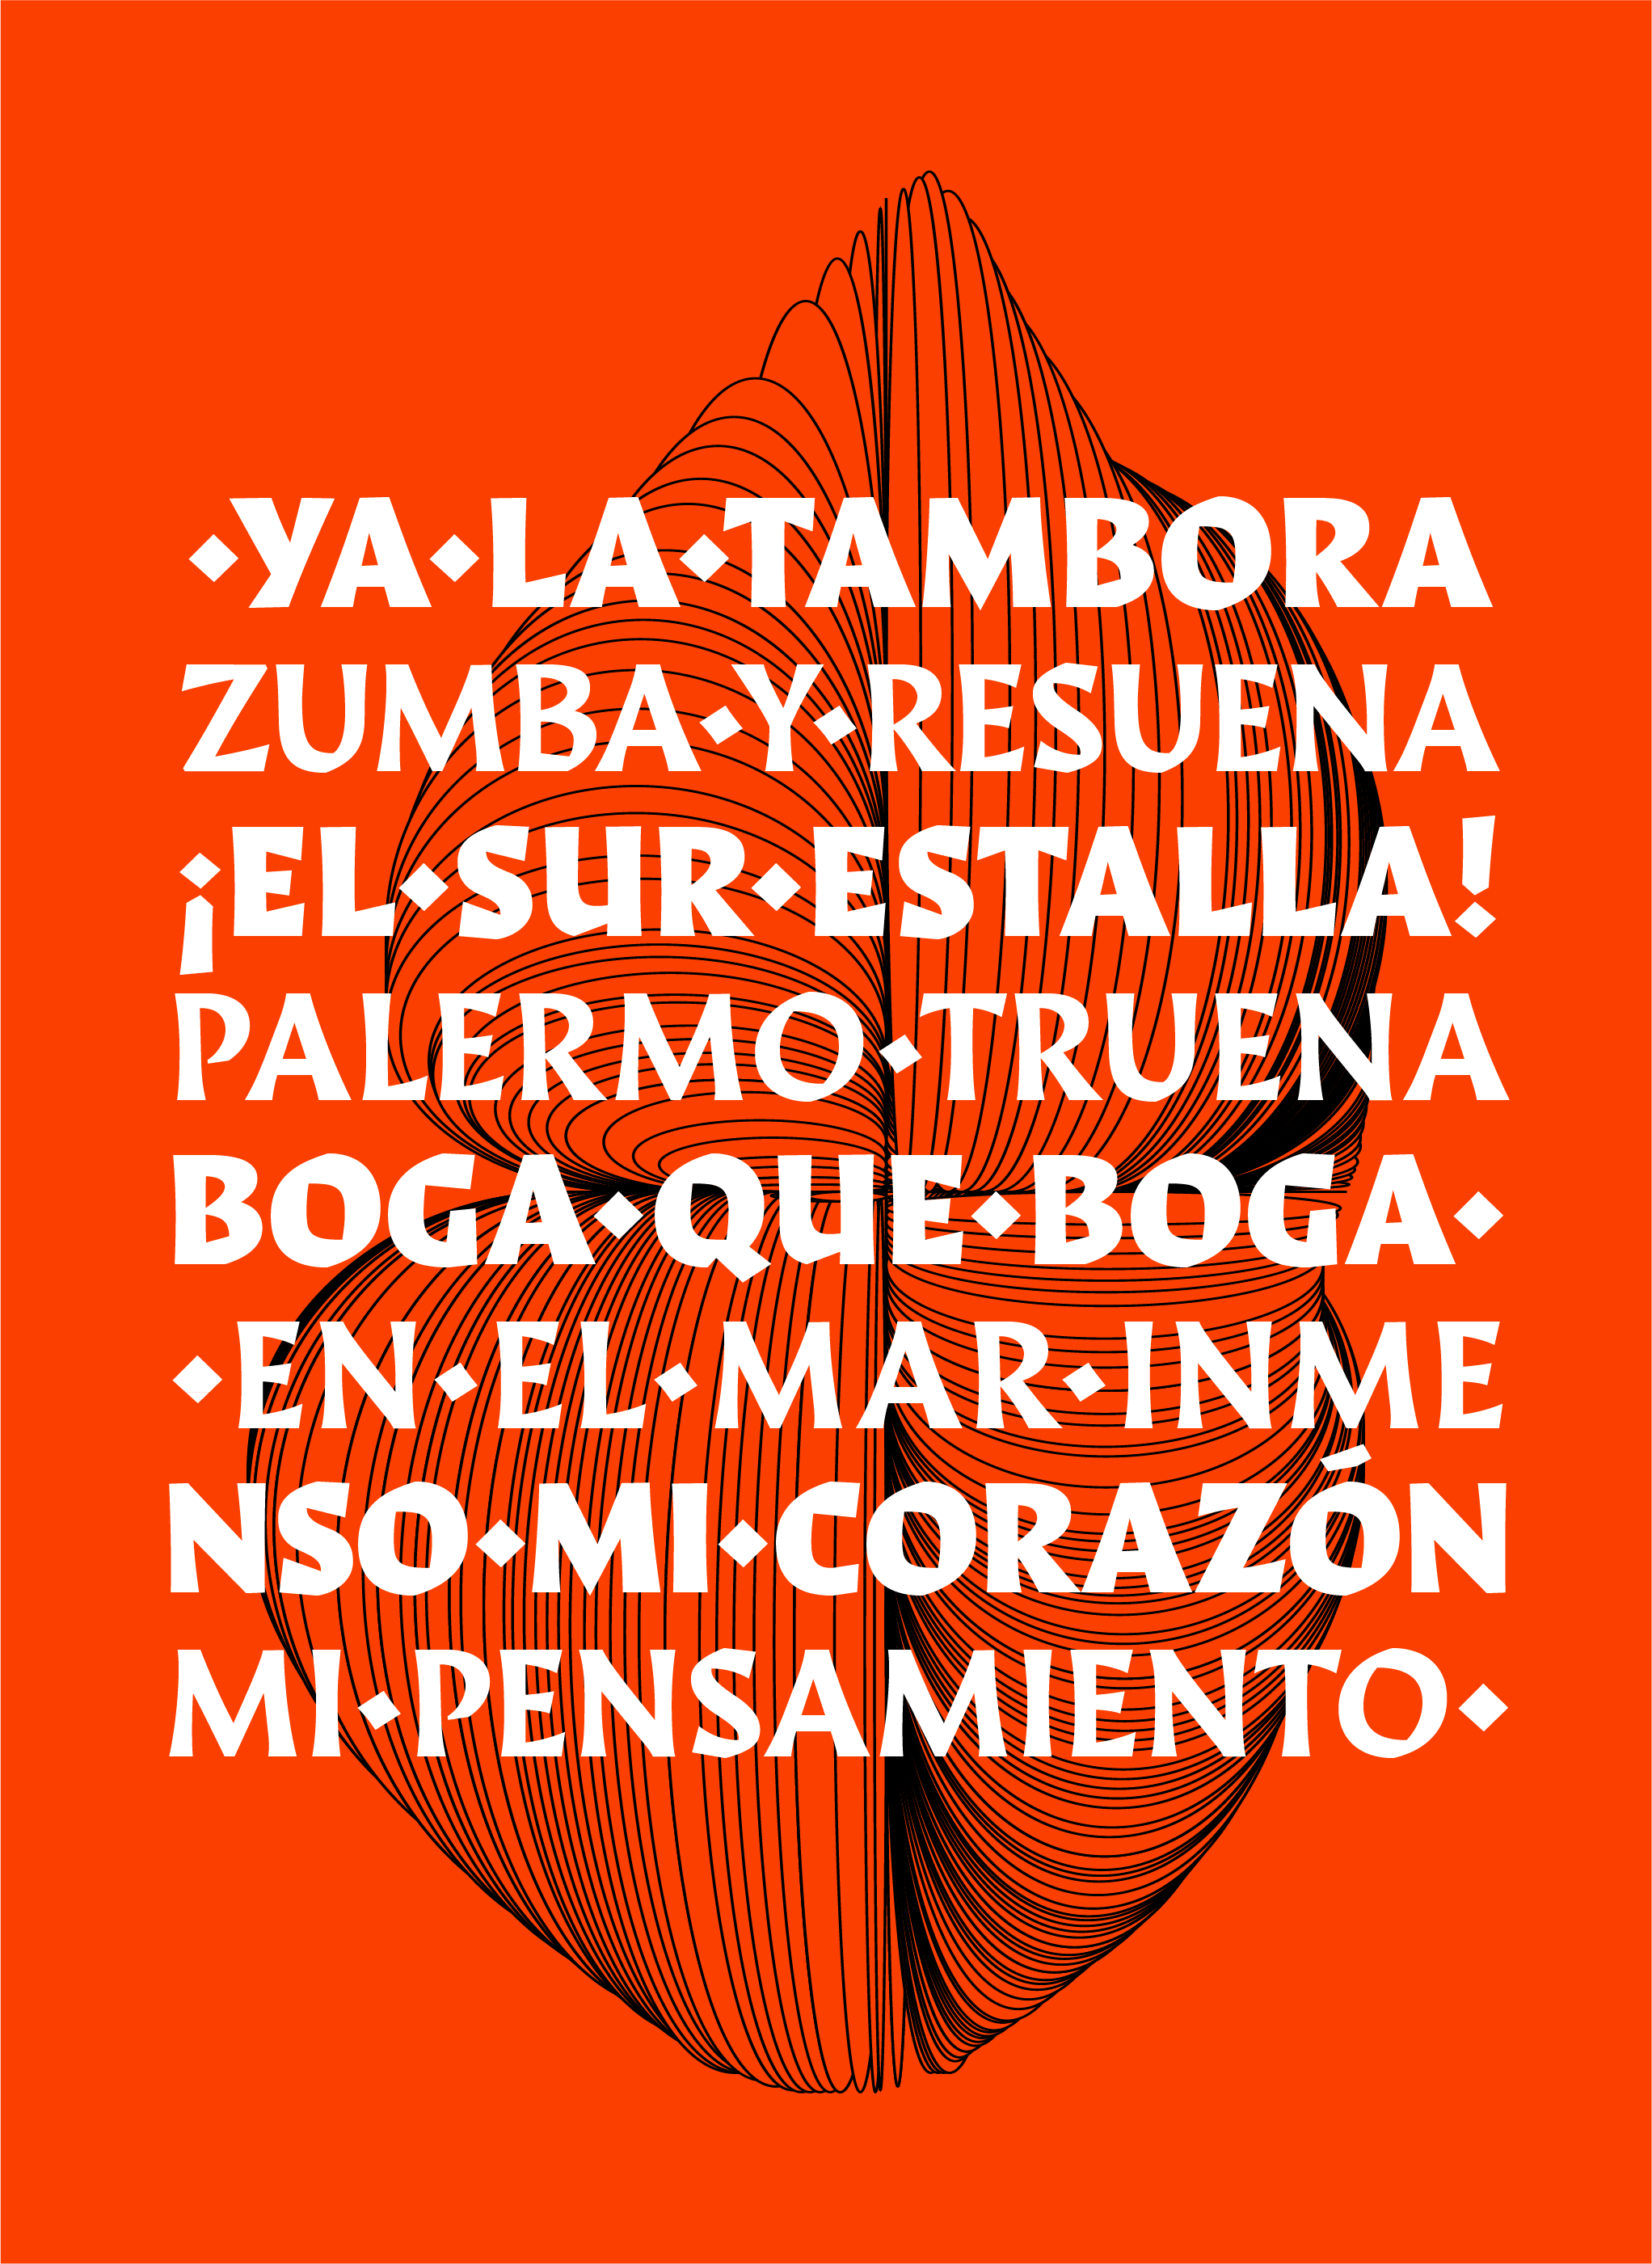 ·YA·LA·TAMBORA
ZUMBA·Y·RESUENA
¡EL·SUR·ESTALLA!
PALERMO·TRUENA
BOGA·QUE·BOGA·
·EN·EL·MAR·INME
NSO·MI·CORAZÓN
MI·PENSAMIENTO·